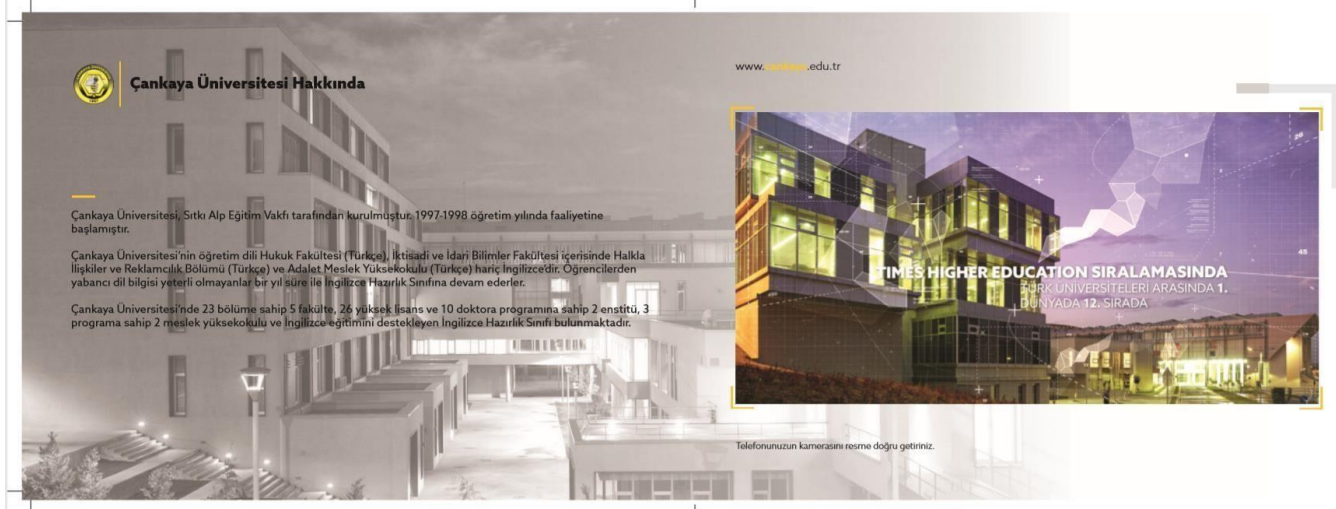 Çankaya Üniversitesi Hakkında
Çankaya Üniversitesi, Sıtkı Alp Eğitim Vakfı tarafından kurulmuştur. 1997-1998 öğretim yılında faaliyetine
başlamıştır.
Çankaya Üniversitesi'nin öğretim dili Hukuk Fakültesi (Türkçe), İktisadi ve İdari Bilimler Fakültesi içerisinde Halkla
İlişkiler ve Reklamcılık Bölümü (Türkçe) ve Adalet Meslek Yüksekokulu (Türkçe) hariç İngilizce'dir. Öğrencilerden
yabancı dil bilgisi yeterli olmayanlar bir yıl süre ile İngilizce Hazırlık Sınıfına devam ederler.
Çankaya Üniversitesi'nde 23 bölüme sahip 5 fakülte, 26 yüksek lisans ve 10 doktora programına sahip 2 enstitü, 3
programa sahip 2 meslek yüksekokulu ve İngilizce eğitimini destekleyen İngilizce Hazırlık Sınıfı bulunmaktadır.
www.cankaya.edu.tr
TIMES HIGHER EDUCATION SIRALAMASINDA
TÜRK ÜNİVERSİTELERİ ARASINDA 1.
DÜNYADA 12. SIRADA
26
45
Telefonunuzun kamerasını resme doğru getiriniz.